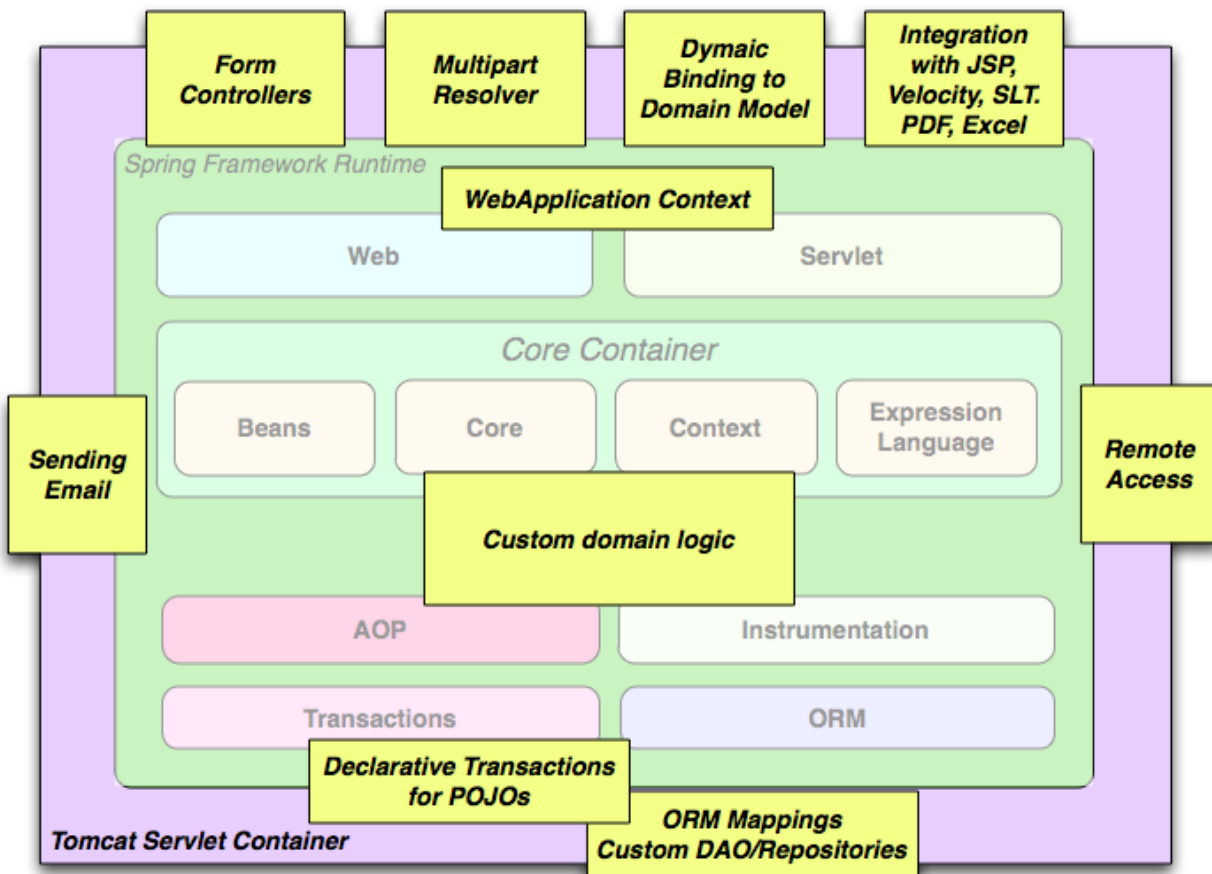 Form
Controllers
Multipart
Resolver
Dymaic
Binding to
Domain Model
Integration
with JSP,
Velocity, SLT.
PDF, Excel
Spring Framework Runtime
WebApplication Context
Web
Servlet
Core Container
Beans
Core
Context
Expression
Language
Sending
Email
Remote
Access
Custom domain logic
AOP
Instrumentation
Transactions
ORM
Declarative Transactions
for POJOs
ORM Mappings
Custom DAO/Repositories
Tomcat Servlet Container